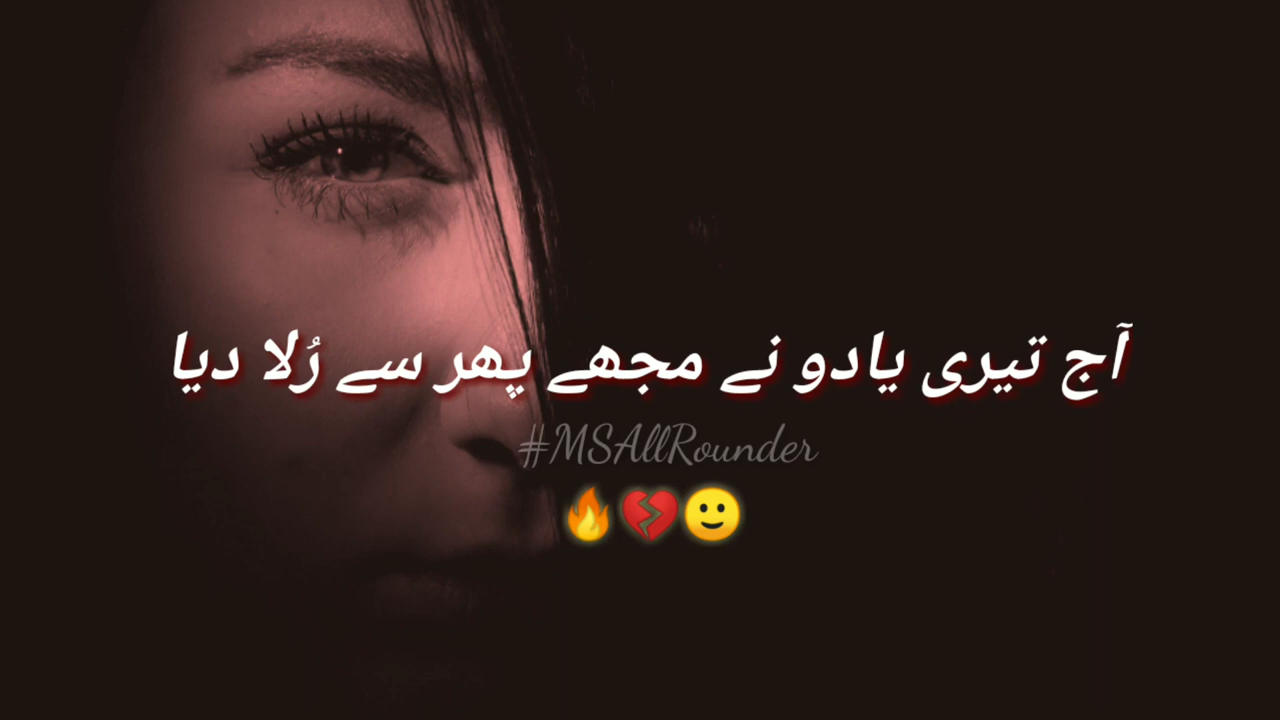 آج تیری یادو نے مجھے پھر سے رُلا دیا
#MSAllRounder
🔥💔🙂